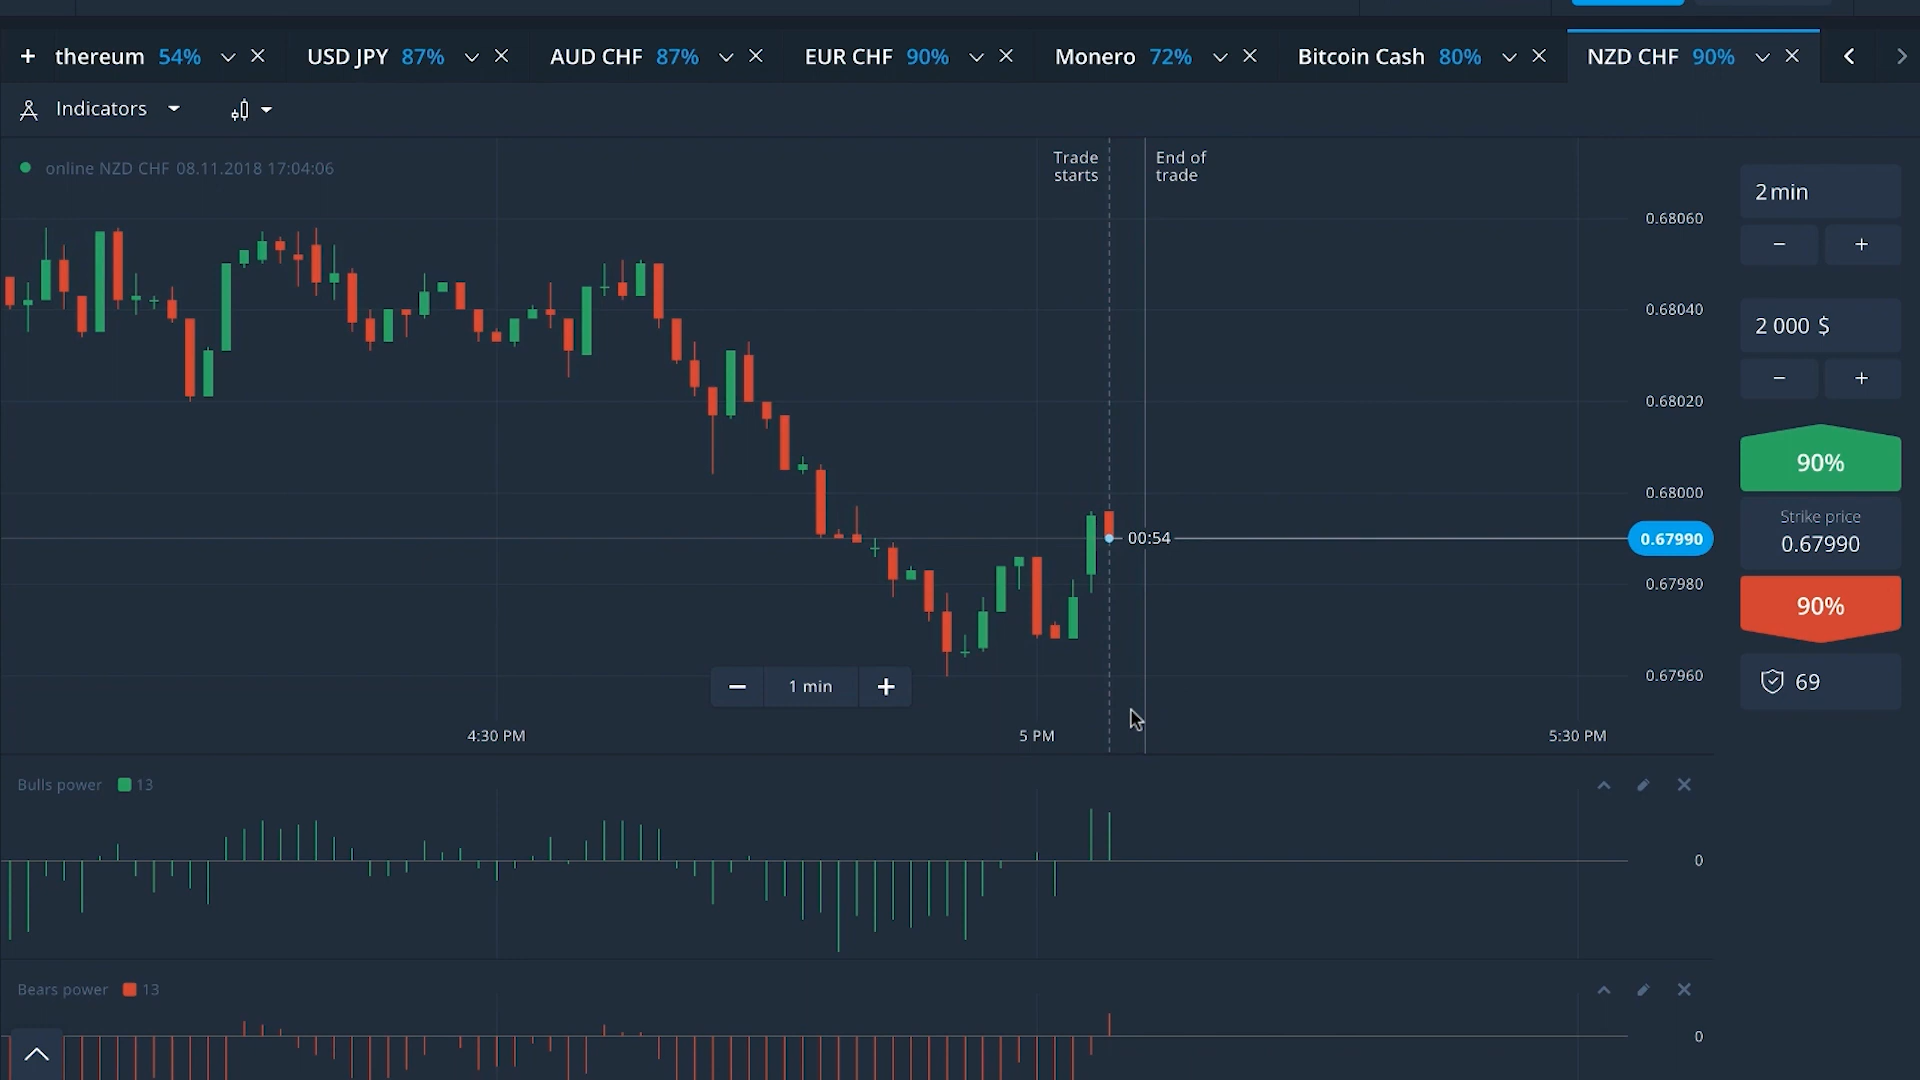 + thereum 54% USD JPY 87% AUD CHF 87% EUR CHF 90% Monero 72% Bitcoin Cash 80% NZD CHF 90%
Indicators
online NZD CHF 08.11.2018 17:04:06
Trade
starts
End of
trade
2 min
− +
2 000 $
− +
90%
Strike price
0.67990
90%
69
0.68060
0.68040
0.68020
0.68000
00:54
0.67990
0.67980
0.67960
− 1 min +
4:30 PM 5 PM 5:30 PM
Bulls power 13
0
Bears power 13
0